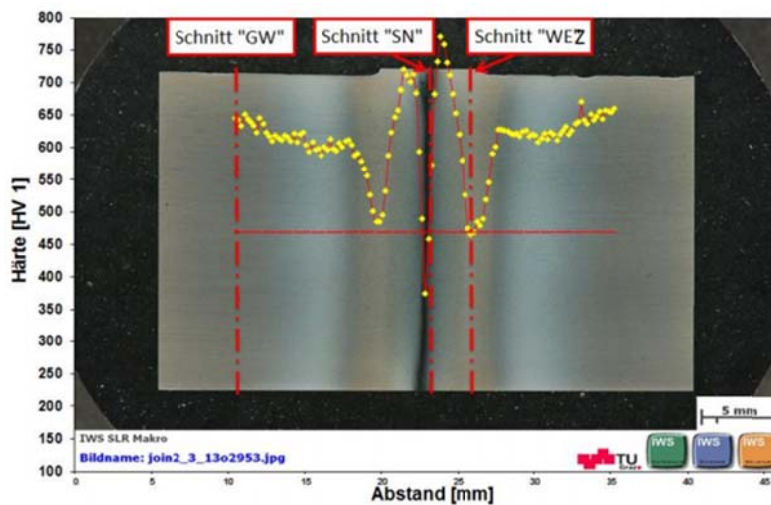 800
750
700
650
600
550
500
450
400
350
300
250
200
150
100
Härte [HV 1]
Schnitt "GW"
Schnitt "SN"
Schnitt "WEZ"
5 mm
IWS SLR Makro
Bildname: join2_3_13o2953.jpg
TU
Graz
IWS
IWS
IWS
0 5 10 15 20 25 30 35 40 45
Abstand [mm]